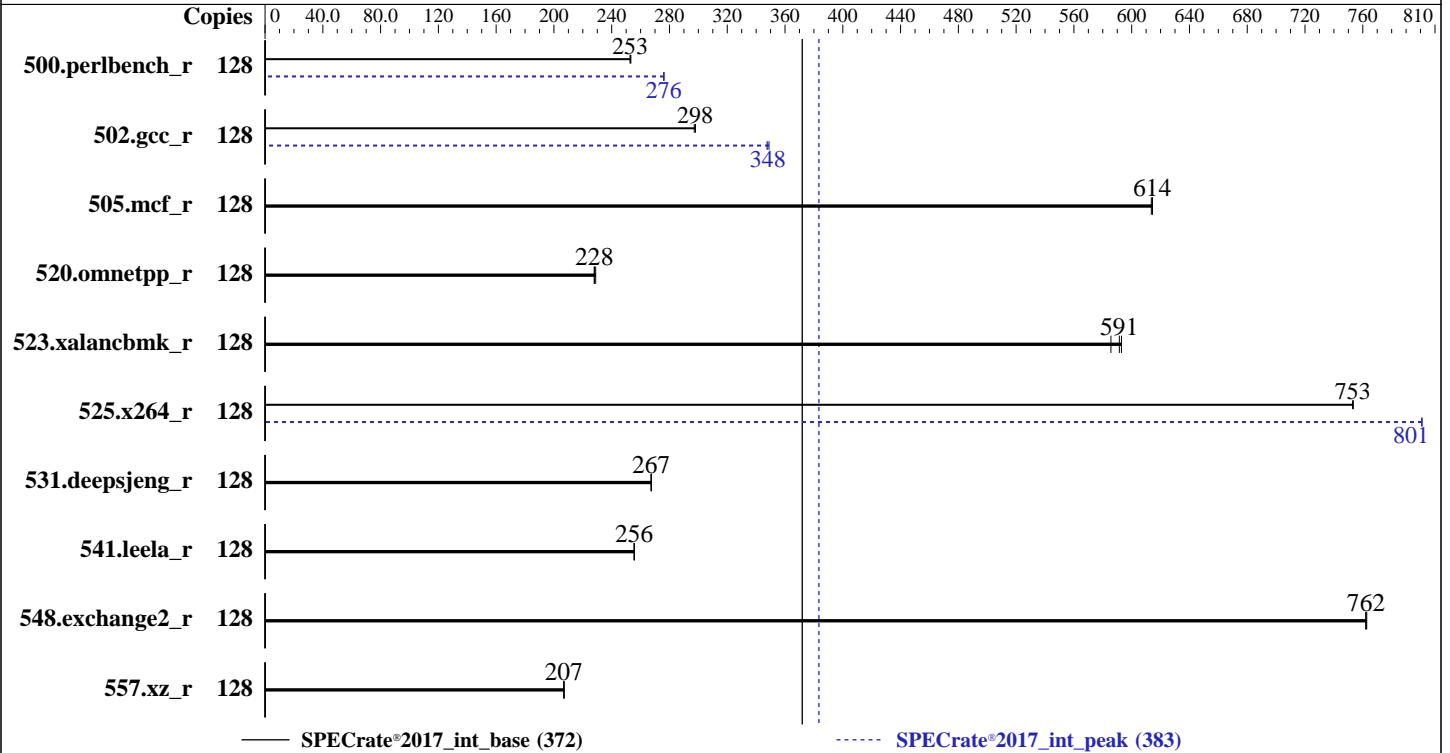 Copies 0 40.0 80.0 120 160 200 240 280 320 360 400 440 480 520 560 600 640 680 720 760 810
500.perlbench_r 128 253
276
502.gcc_r 128 298
348
505.mcf_r 128 614
520.omnetpp_r 128 228
523.xalancbmk_r 128 591
525.x264_r 128 753
801
531.deepsjeng_r 128 267
541.leela_r 128 256
548.exchange2_r 128 762
557.xz_r 128 207
SPECrate®2017_int_base (372) SPECrate®2017_int_peak (383)